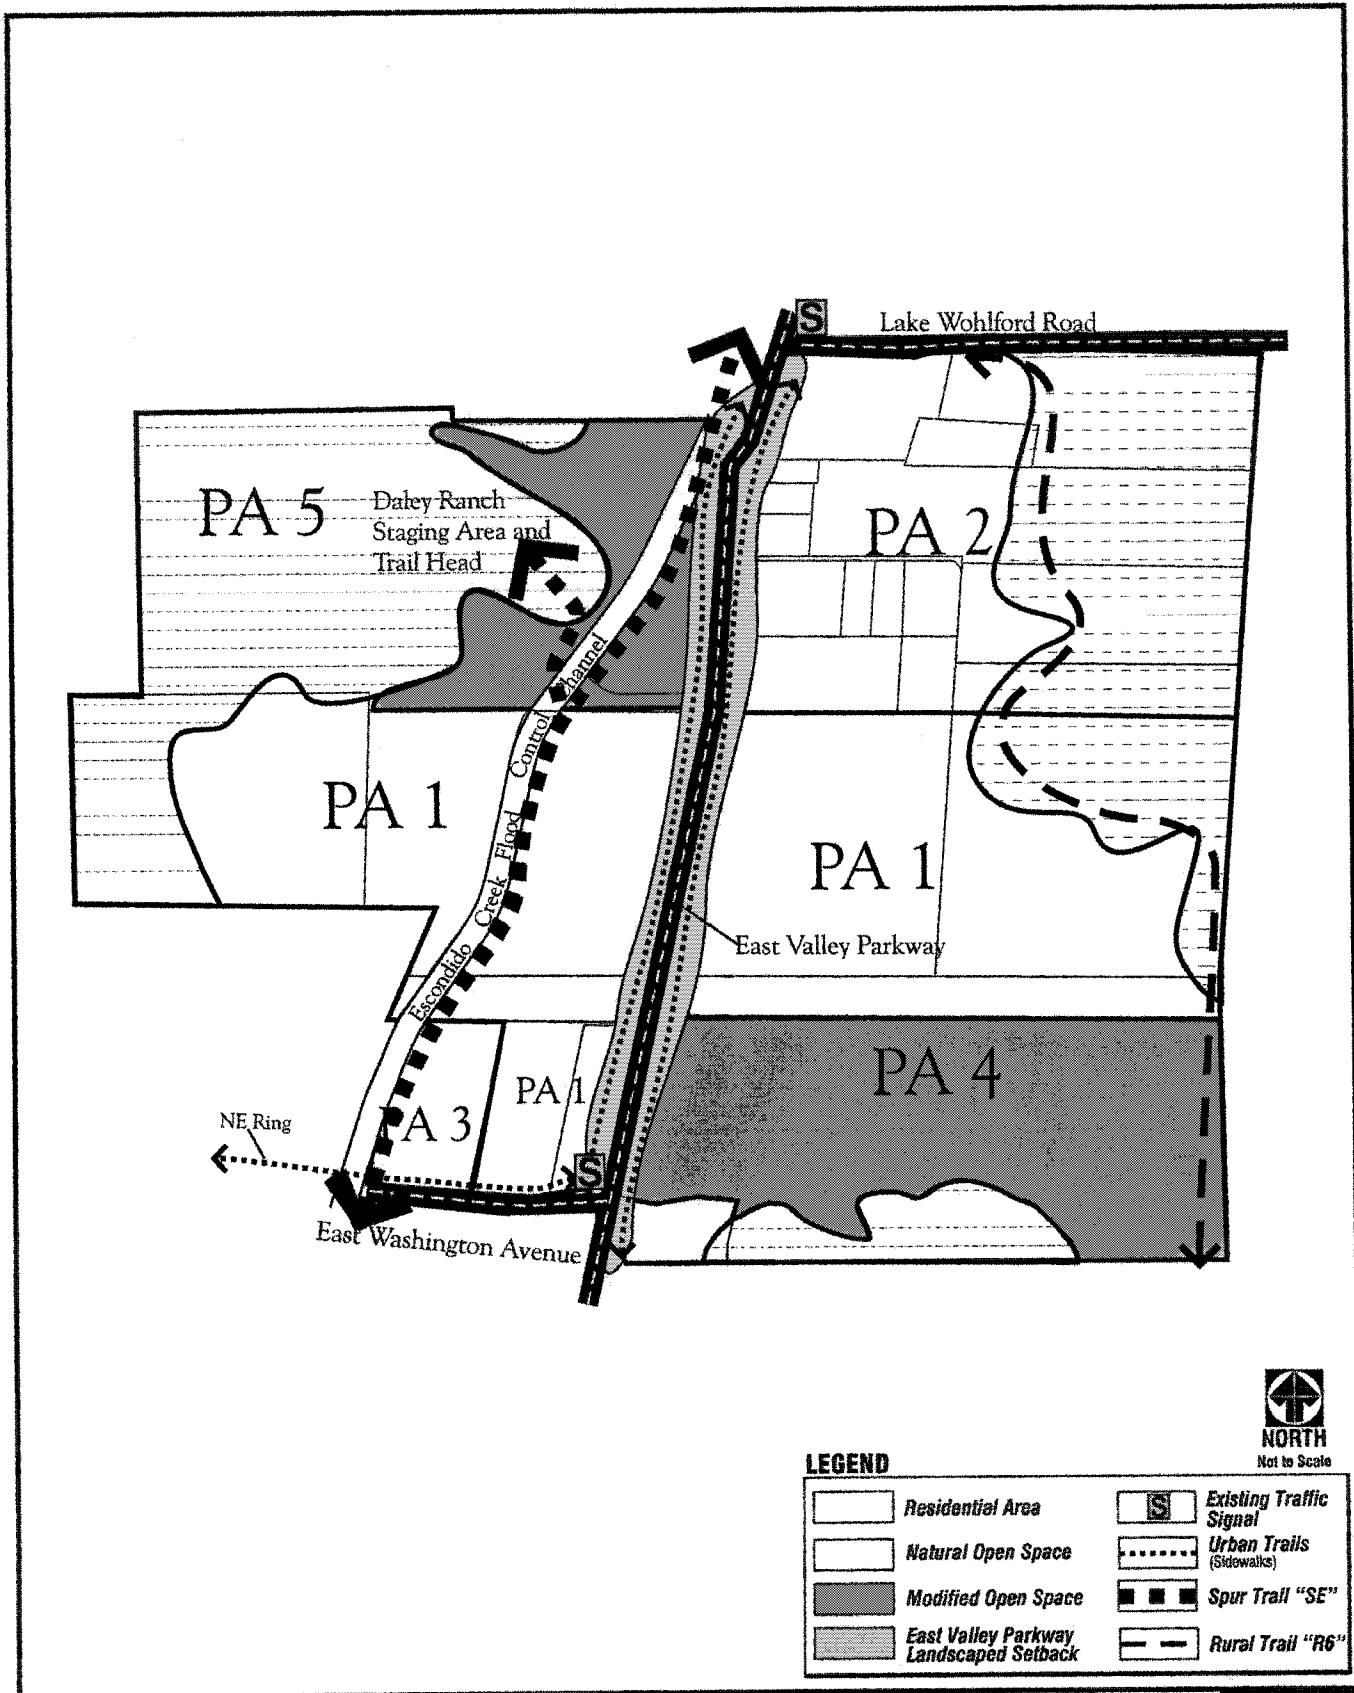 S
Lake Wohlford Road
PA 5
Daley Ranch
Staging Area and
Trail Head
PA 2
Escondido Creek Flood Control Channel
PA 1
PA 1
East Valley Parkway
PA 4
PA 1
PA 3
NE Ring
S
East Washington Avenue
NORTH
Not to Scale
LEGEND
Residential Area
Natural Open Space
Modified Open Space
East Valley Parkway
Landscaped Setback
S
Existing Traffic
Signal
Urban Trails
(Sidewalks)
Spur Trail "SE"
Rural Trail "R6"